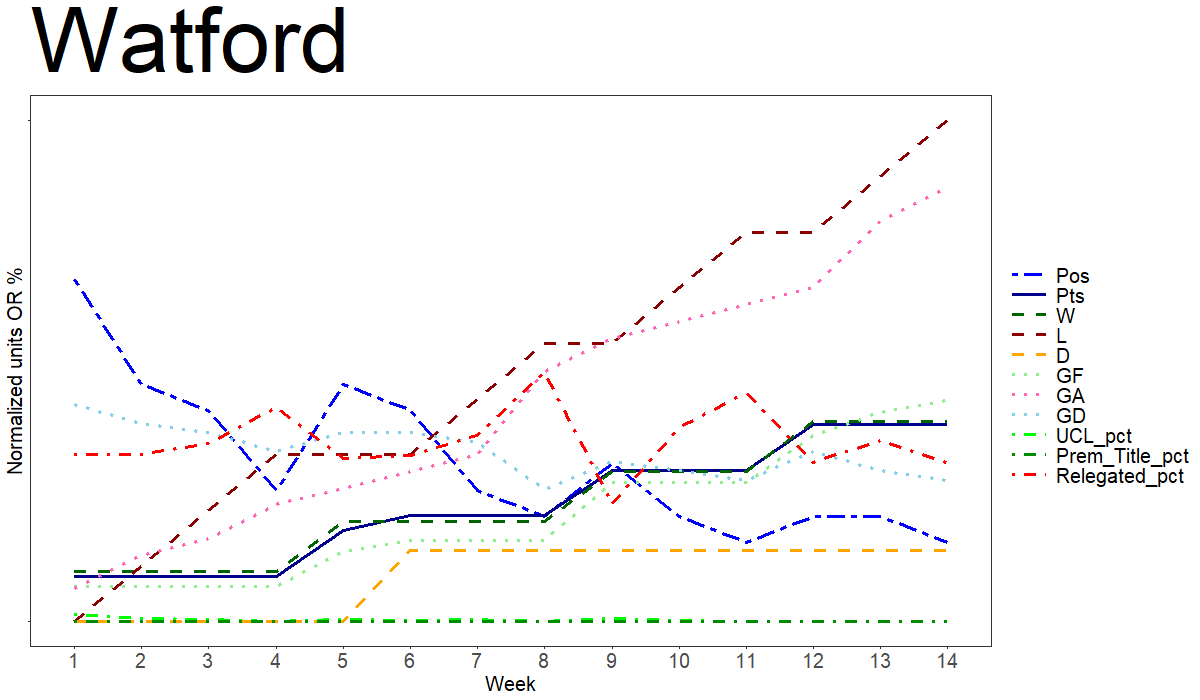 Watford
Normalized units OR %
1 2 3 4 5 6 7 8 9 10 11 12 13 14
Week
Pos
Pts
W
L
D
GF
GA
GD
UCL_pct
Prem_Title_pct
Relegated_pct